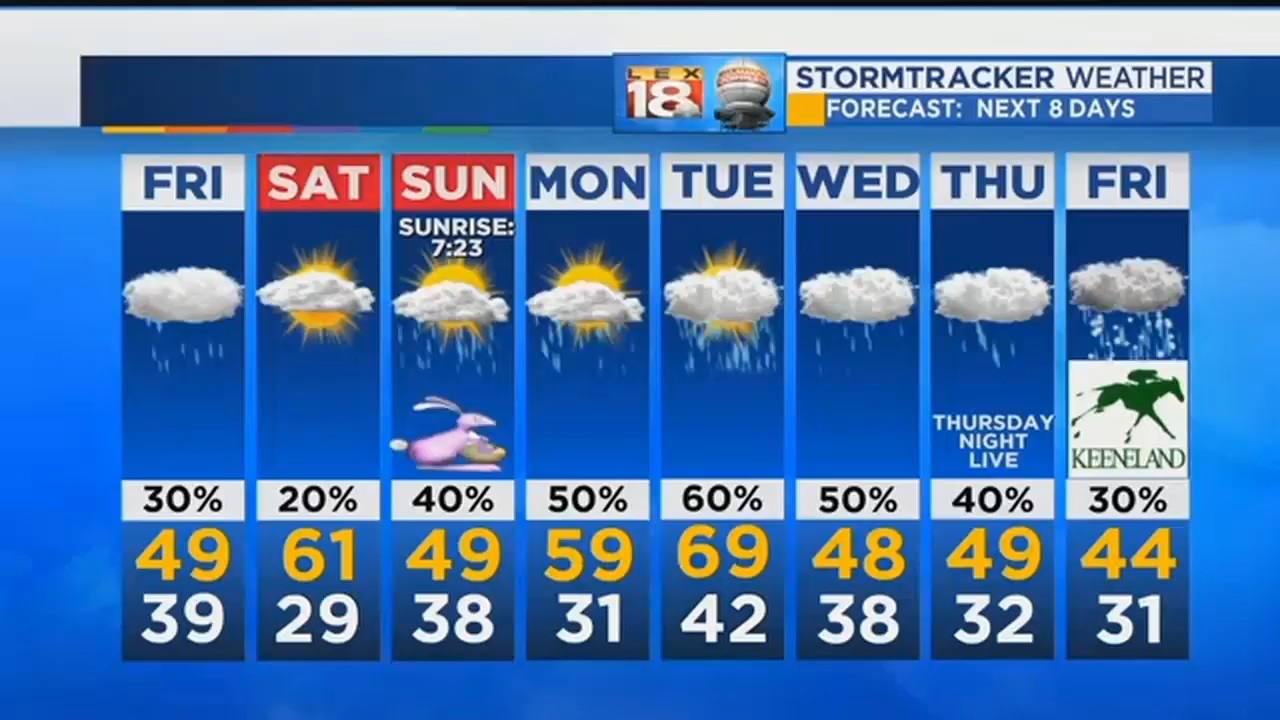 LEX
18
STORMTRACKER WEATHER
FORECAST: NEXT 8 DAYS
FRI SAT SUN MON TUE WED THU FRI
SUNRISE:
7:23
THURSDAY
NIGHT
LIVE
KEENELAND
30% 20% 40% 50% 60% 50% 40% 30%
49 61 49 59 69 48 49 44
39 29 38 31 42 38 32 31